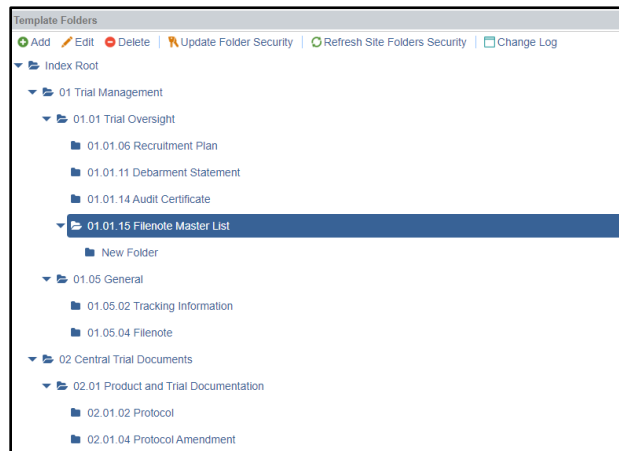 Template Folders
Add Edit Delete Update Folder Security Refresh Site Folders Security Change Log
Index Root
01 Trial Management
01.01 Trial Oversight
01.01.06 Recruitment Plan
01.01.11 Debarment Statement
01.01.14 Audit Certificate
01.01.15 Filenote Master List
New Folder
01.05 General
01.05.02 Tracking Information
01.05.04 Filenote
02 Central Trial Documents
02.01 Product and Trial Documentation
02.01.02 Protocol
02.01.04 Protocol Amendment